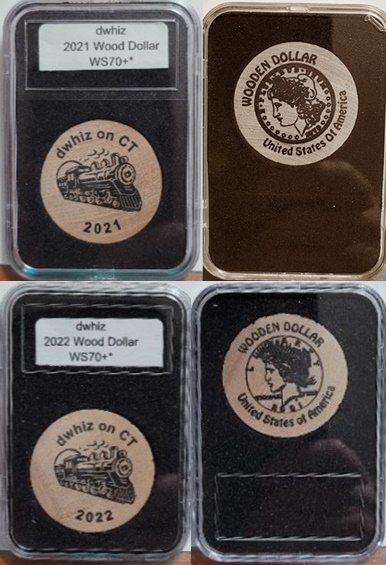 dwhiz
2021 Wood Dollar
WS70+*
dwhiz on CT
2021
WOODEN DOLLAR
United States Of America
dwhiz
2022 Wood Dollar
WS70+*
dwhiz on CT
2022
WOODEN DOLLAR
United States of America